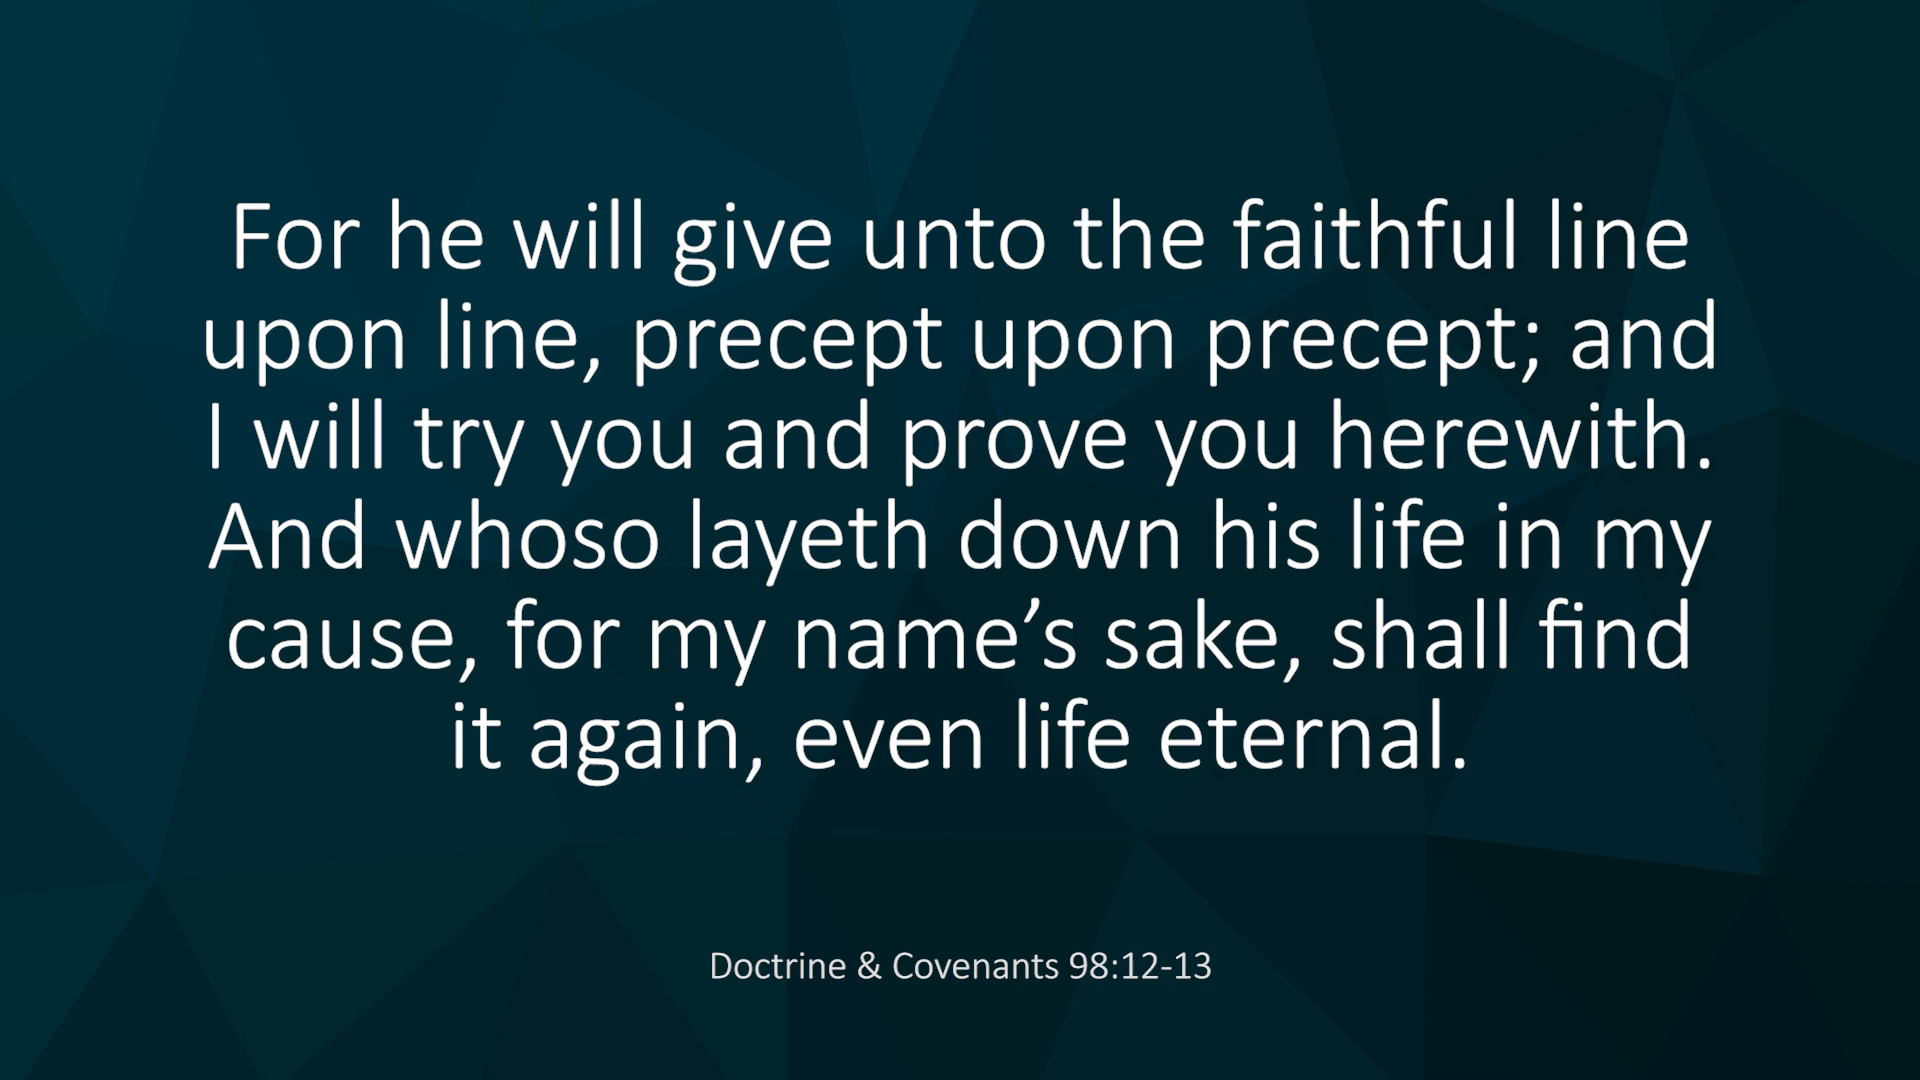 For he will give unto the faithful line
upon line, precept upon precept; and
I will try you and prove you herewith.
And whoso layeth down his life in my
cause, for my name’s sake, shall find
it again, even life eternal.
Doctrine & Covenants 98:12-13